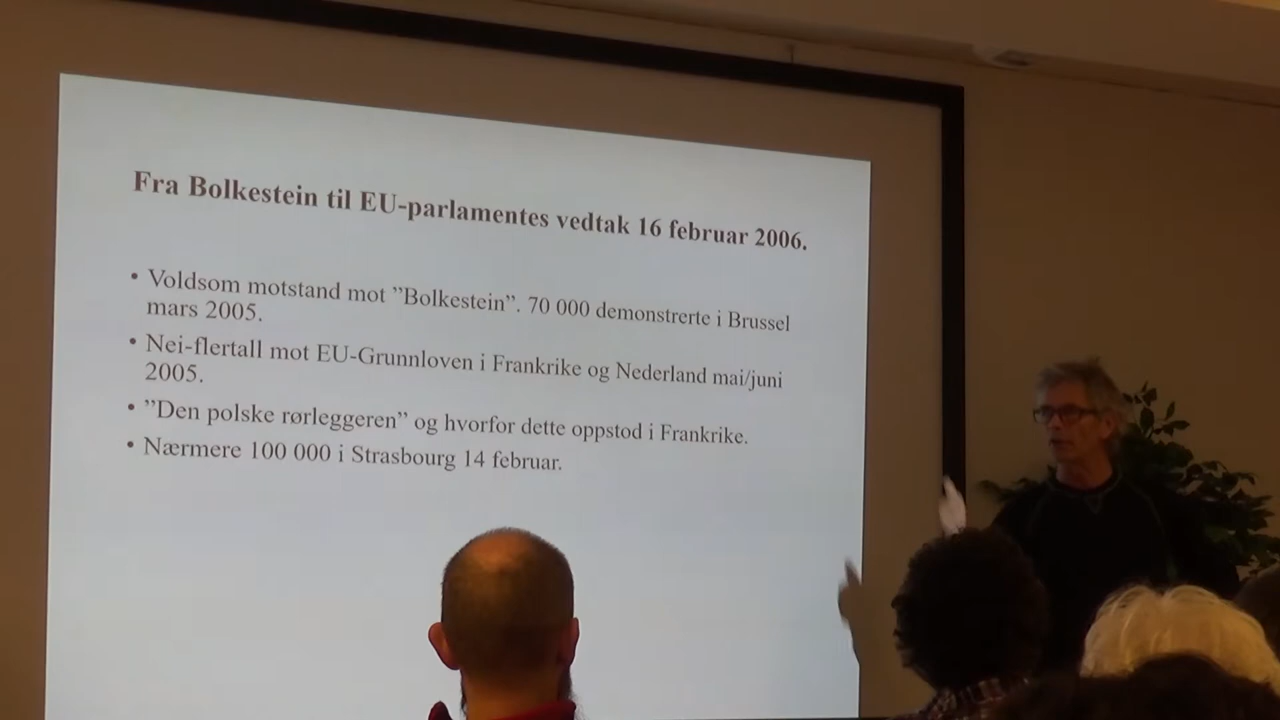 Fra Bolkestein til EU-parlamentes vedtak 16 februar 2006.
• Voldsom motstand mot ”Bolkestein”. 70 000 demonstrerte i Brussel
mars 2005.
• Nei-flertall mot EU-Grunnloven i Frankrike og Nederland mai/juni
2005.
• ”Den polske rørleggeren” og hvorfor dette oppstod i Frankrike.
• Nærmere 100 000 i Strasbourg 14 februar.